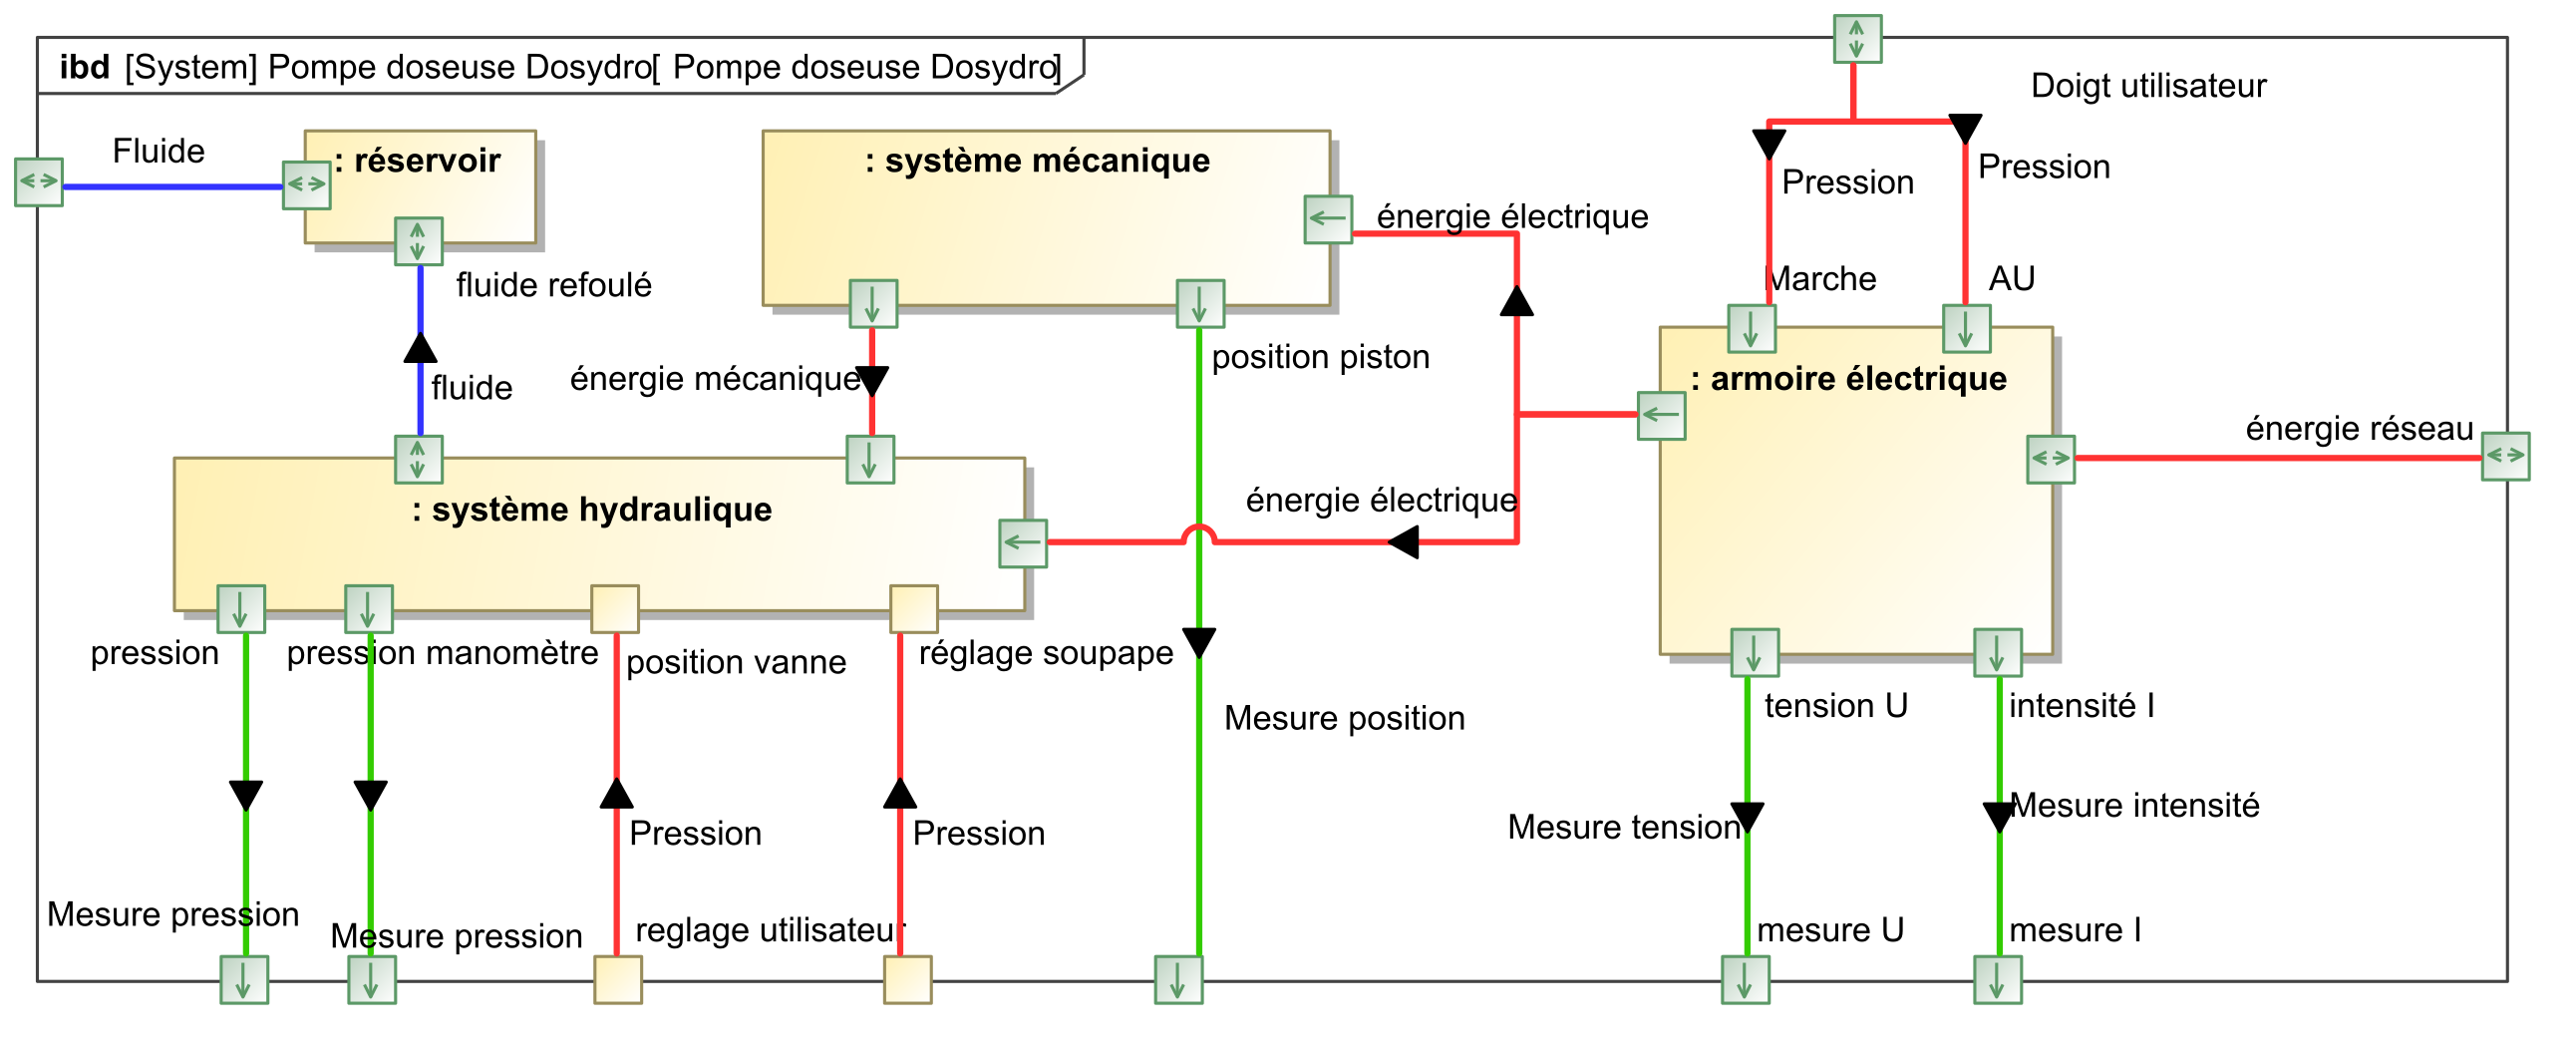 ibd [System] Pompe doseuse Dosydro[ Pompe doseuse Dosydro]
Doigt utilisateur
Fluide
: réservoir
: système mécanique
Pression
Pression
énergie électrique
fluide refoulé
Marche
AU
position piston
énergie mécanique
fluide
: armoire électrique
énergie réseau
énergie électrique
: système hydraulique
pression
pression manomètre
position vanne
réglage soupape
tension U
intensité I
Mesure position
Mesure tension
Mesure intensité
Pression
Pression
Mesure pression
Mesure pression
reglage utilisateur
mesure U
mesure I